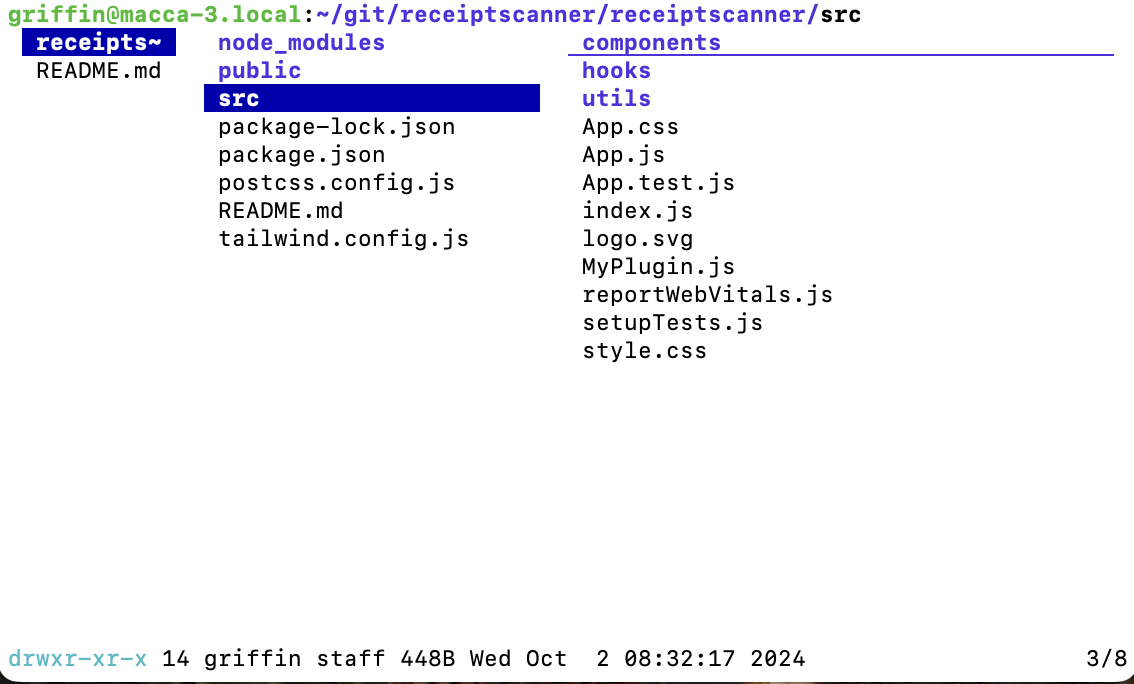 griffin@macca-3.local:~/git/receiptscanner/receiptscanner/src
receipts~ node_modules components
README.md public hooks
src utils
package-lock.json App.css
package.json App.js
postcss.config.js App.test.js
README.md index.js
tailwind.config.js logo.svg
MyPlugin.js
reportWebVitals.js
setupTests.js
style.css
drwxr-xr-x 14 griffin staff 448B Wed Oct  2 08:32:17 2024 3/8